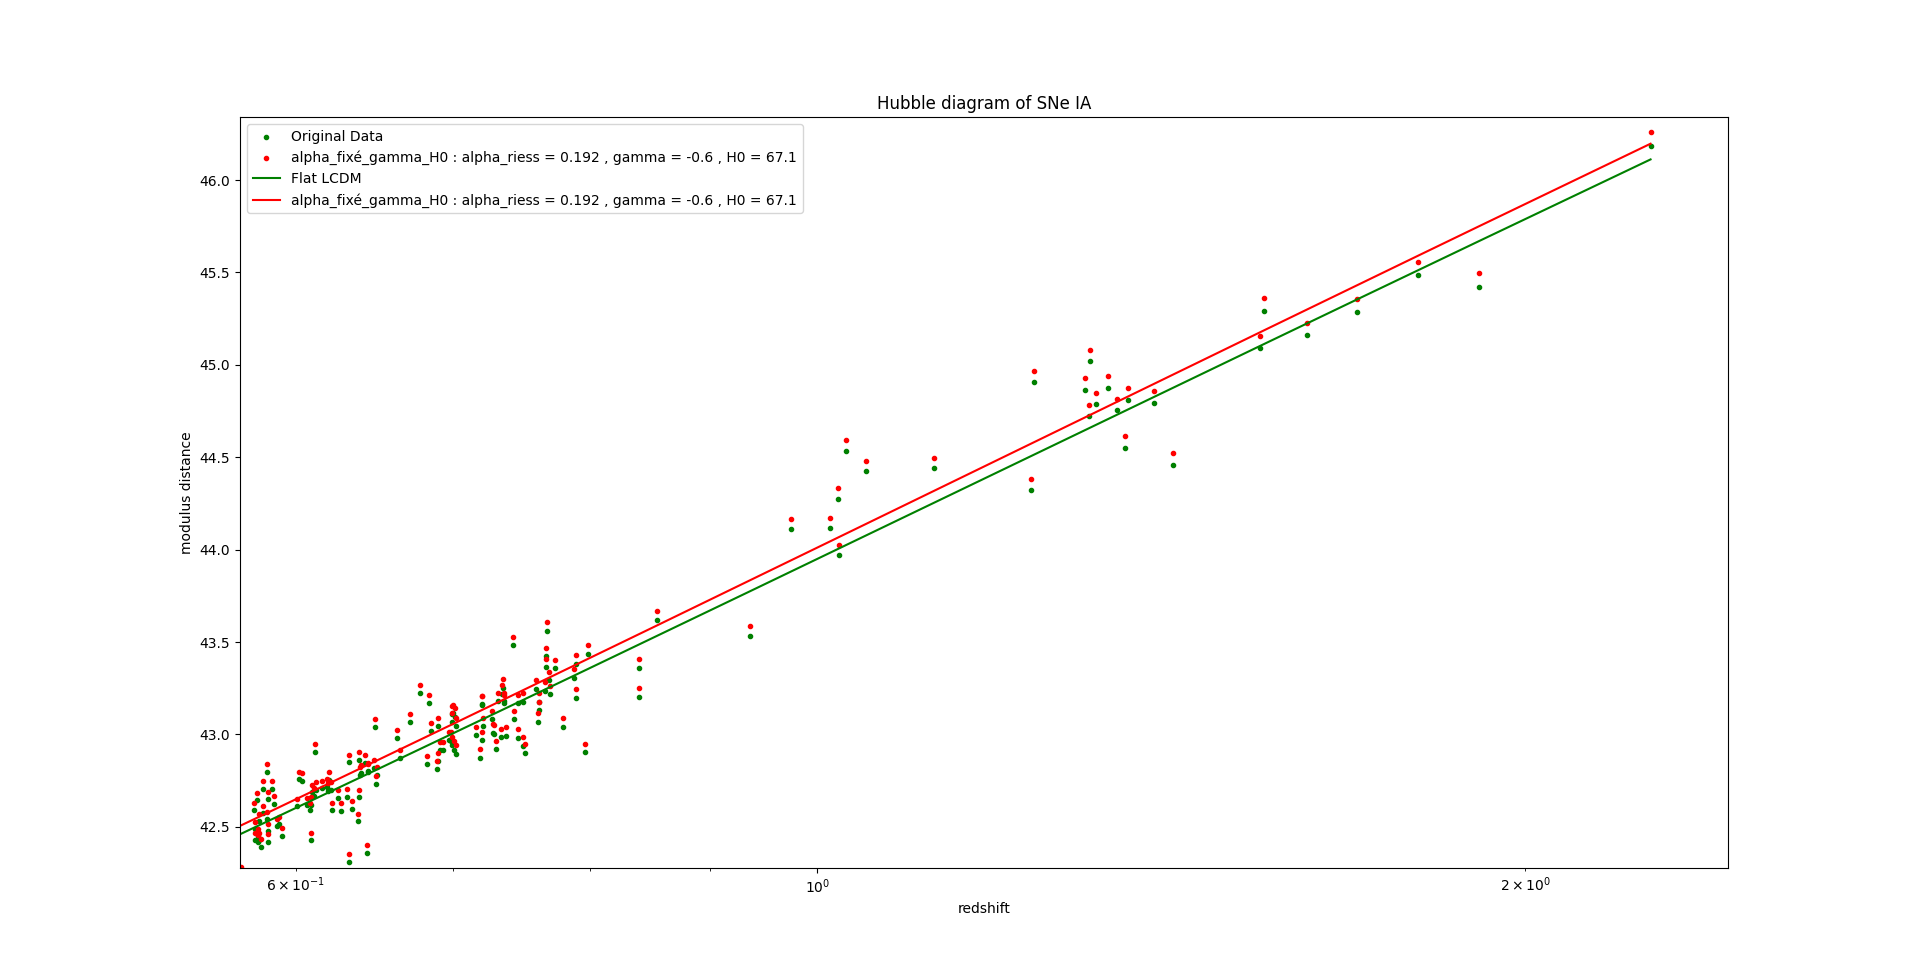 Hubble diagram of SNe IA
Original Data
alpha_fixé_gamma_H0 : alpha_riess = 0.192 , gamma = -0.6 , H0 = 67.1
Flat LCDM
alpha_fixé_gamma_H0 : alpha_riess = 0.192 , gamma = -0.6 , H0 = 67.1
46.0
45.5
45.0
44.5
44.0
43.5
43.0
42.5
modulus distance
6 × 10⁻¹
10⁰
2 × 10⁰
redshift